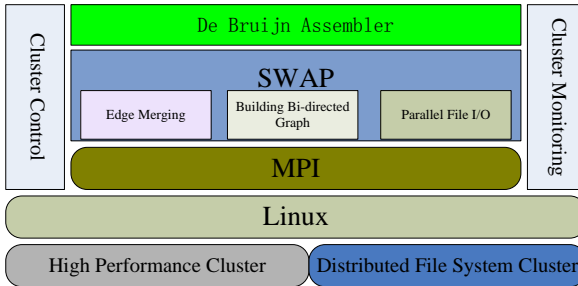 De Bruijn Assembler
Cluster Control
SWAP
Cluster Monitoring
Edge Merging
Building Bi-directed
Graph
Parallel File I/O
MPI
Linux
High Performance Cluster
Distributed File System Cluster